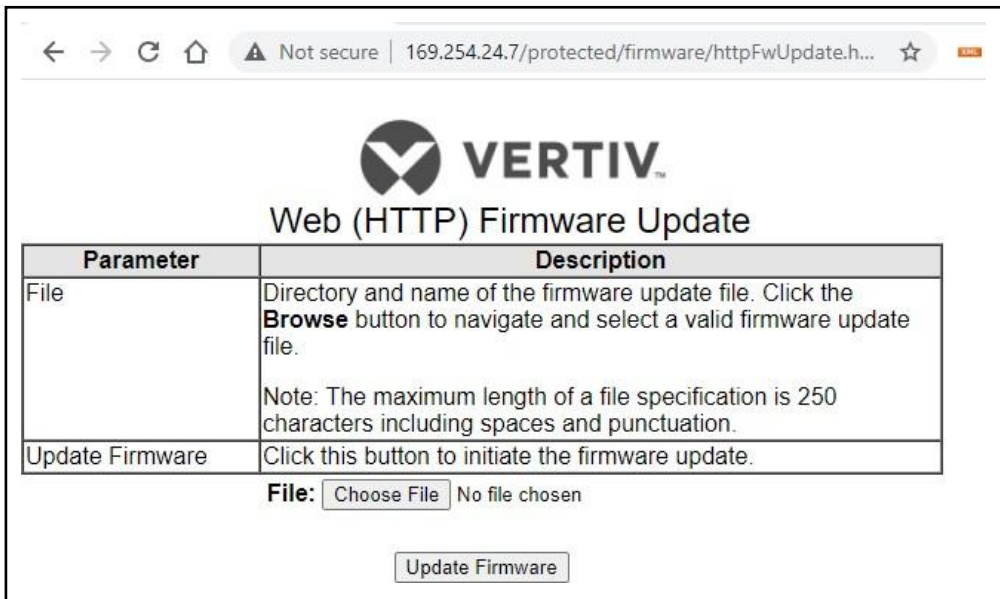 Not secure | 169.254.24.7/protected/firmware/httpFwUpdate.h...
XML
VERTIV™
Web (HTTP) Firmware Update
Parameter Description
File Directory and name of the firmware update file. Click the
Browse button to navigate and select a valid firmware update
file.
Note: The maximum length of a file specification is 250
characters including spaces and punctuation.
Update Firmware Click this button to initiate the firmware update.
File: Choose File No file chosen
Update Firmware